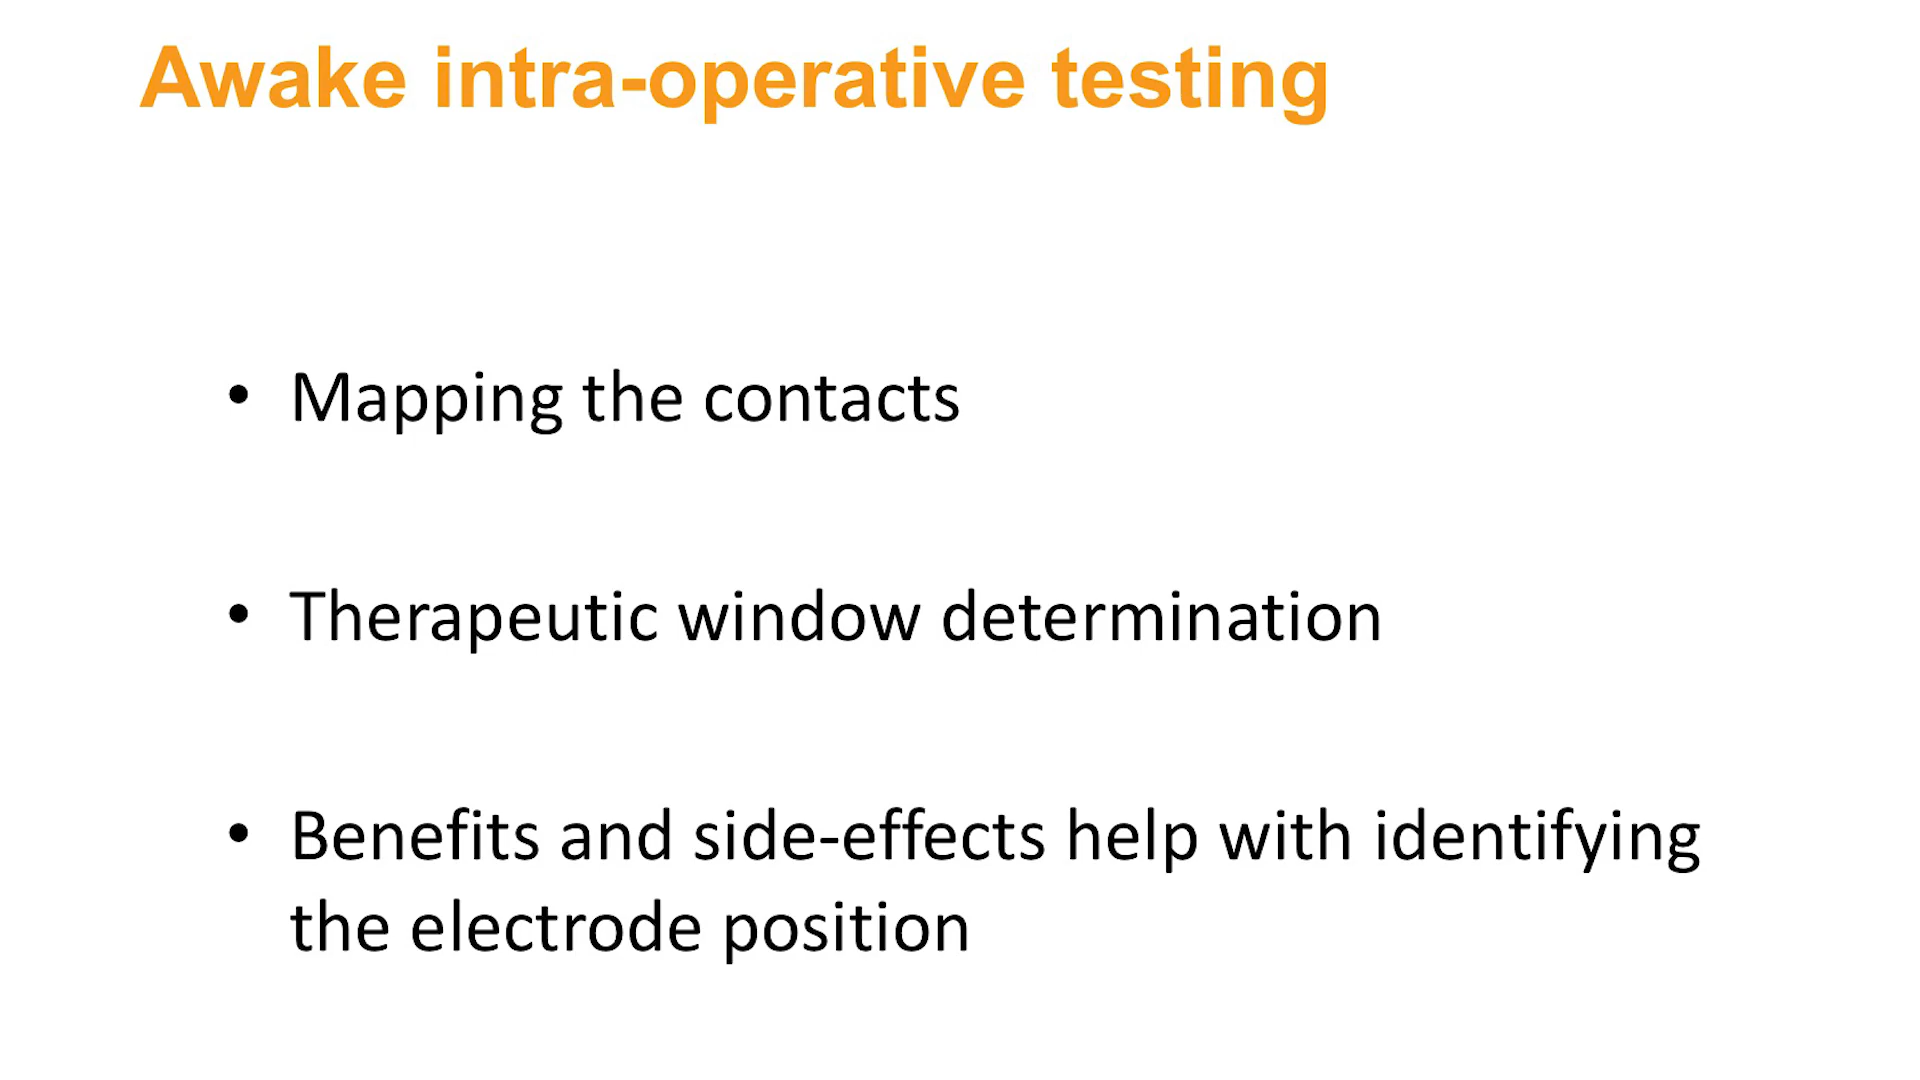 Awake intra-operative testing
• Mapping the contacts
• Therapeutic window determination
• Benefits and side-effects help with identifying
the electrode position